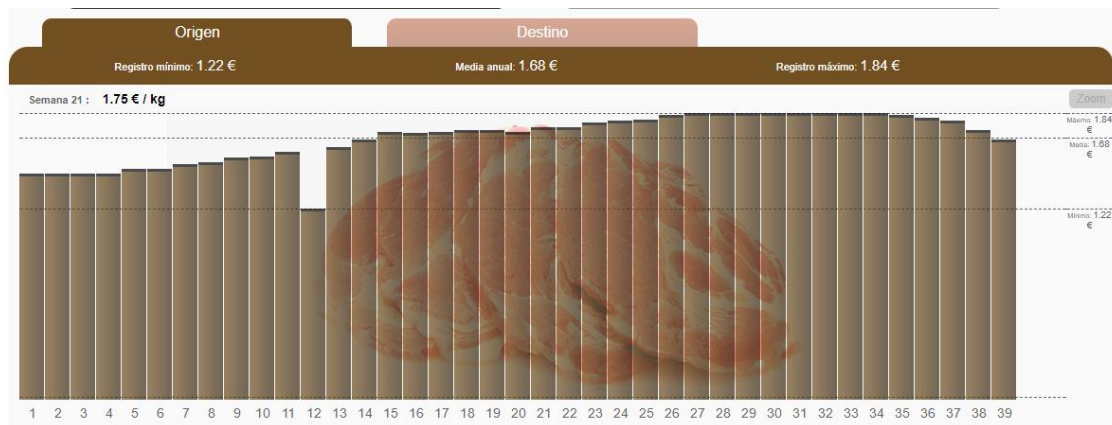 Origen
Destino
Registro mínimo: 1.22 €
Media anual: 1.68 €
Registro máximo: 1.84 €
Semana 21 : 1.75 € / kg
Zoom
Máximo: 1.84
€
Media: 1.68
€
Mínimo: 1.22
€
1 2 3 4 5 6 7 8 9 10 11 12 13 14 15 16 17 18 19 20 21 22 23 24 25 26 27 28 29 30 31 32 33 34 35 36 37 38 39